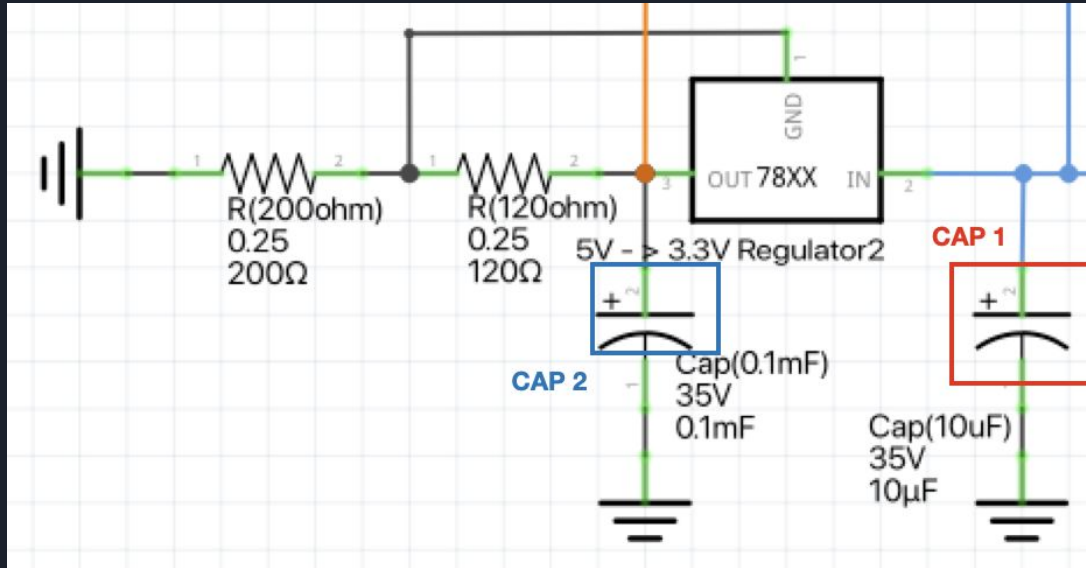 1
GND
1
2
1
2
3
OUT 78XX IN
2
R(200ohm)
0.25
200Ω
R(120ohm)
0.25
120Ω
5V - > 3.3V Regulator2
CAP 1
+
2
+
2
CAP 2
Cap(0.1mF)
35V
0.1mF
1
1
Cap(10uF)
35V
10µF